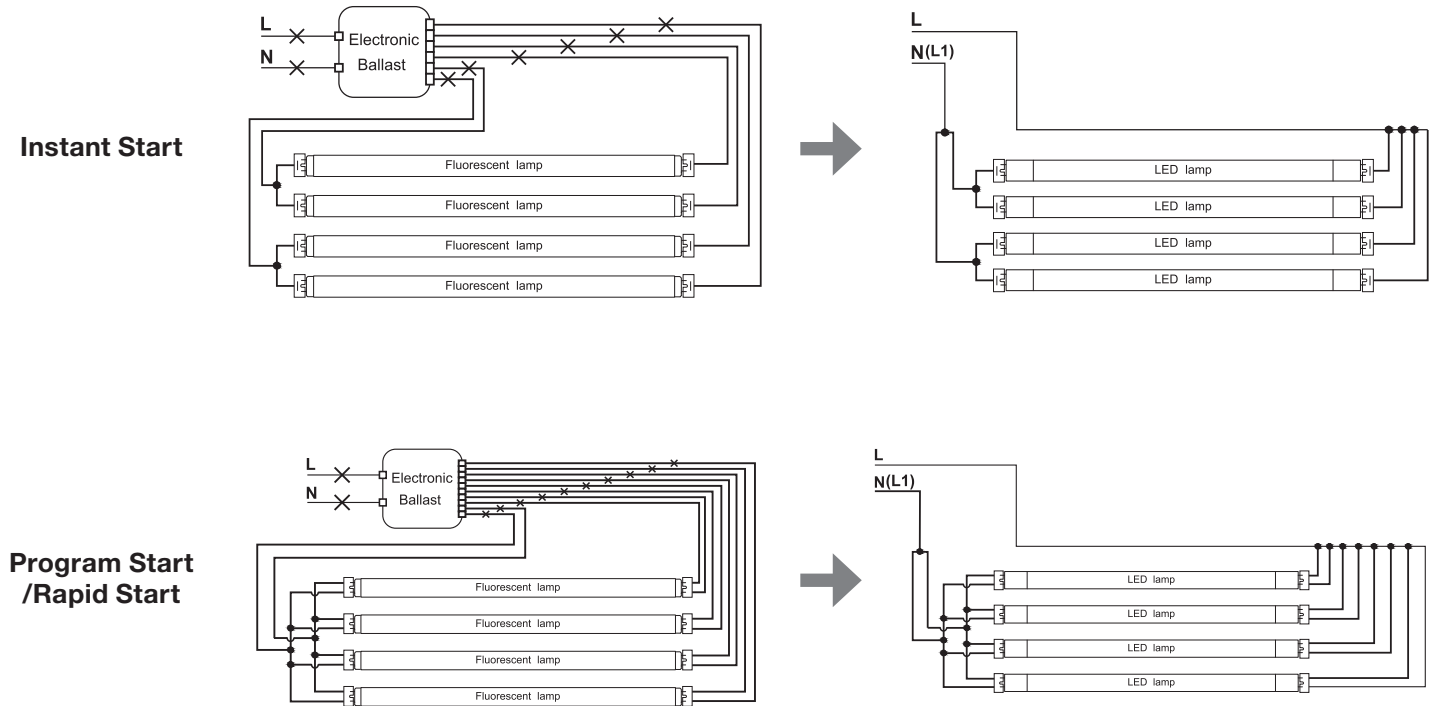 L
N
Electronic
Ballast
Instant Start
Fluorescent lamp
Fluorescent lamp
Fluorescent lamp
Fluorescent lamp
L
N(L1)
LED lamp
LED lamp
LED lamp
LED lamp
L
N
Electronic
Ballast
Program Start
/Rapid Start
Fluorescent lamp
Fluorescent lamp
Fluorescent lamp
Fluorescent lamp
L
N(L1)
LED lamp
LED lamp
LED lamp
LED lamp